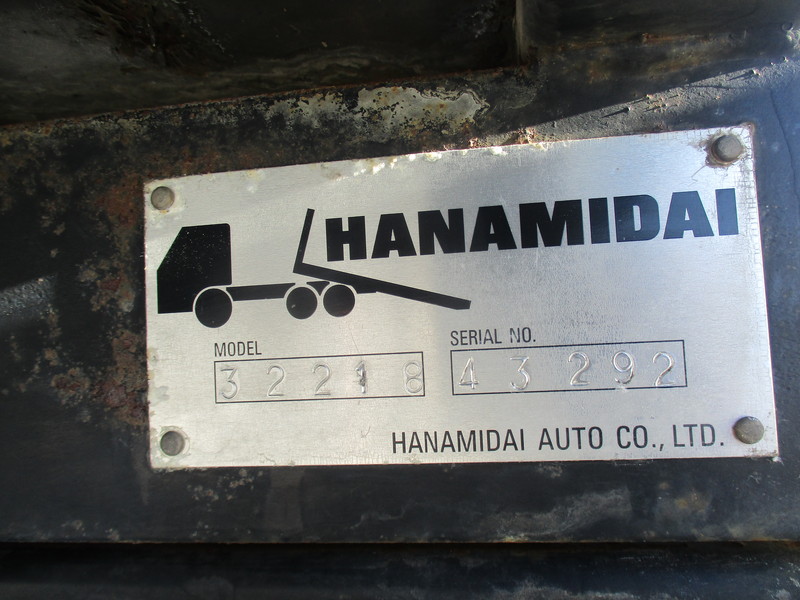 HANAMIDAI
MODEL
32218
SERIAL NO.
43292
HANAMIDAI AUTO CO., LTD.